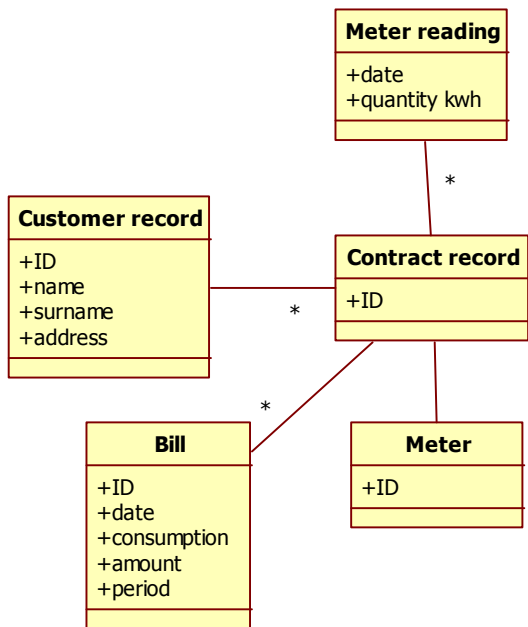 Meter reading
+date
+quantity kwh
*
Customer record
+ID
+name
+surname
+address
*
Contract record
+ID
*
Bill
+ID
+date
+consumption
+amount
+period
Meter
+ID